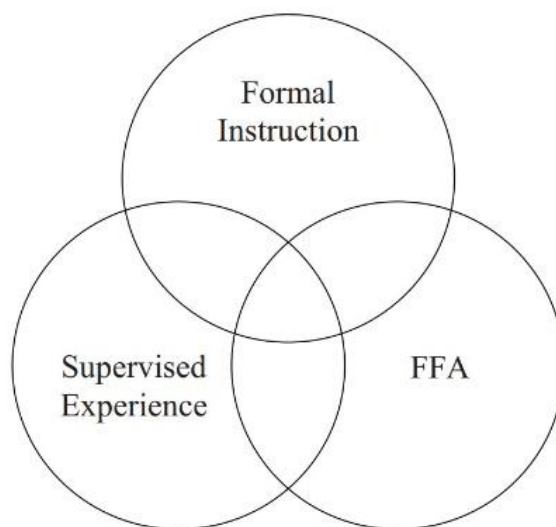 Formal
Instruction
Supervised
Experience
FFA